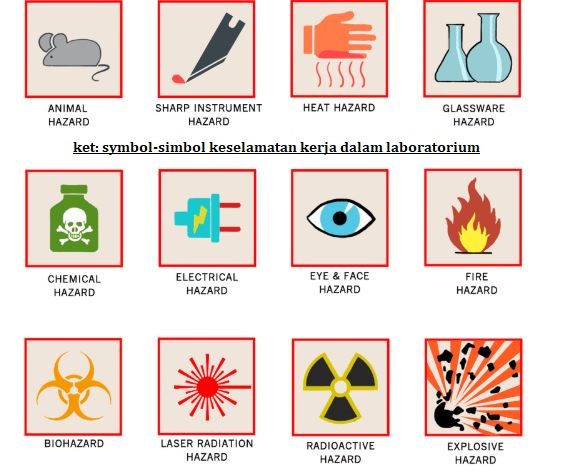 ANIMAL
HAZARD
SHARP INSTRUMENT
HAZARD
HEAT HAZARD
GLASSWARE
HAZARD
ket: symbol-simbol keselamatan kerja dalam laboratorium
CHEMICAL
HAZARD
ELECTRICAL
HAZARD
EYE & FACE
HAZARD
FIRE
HAZARD
BIOHAZARD
LASER RADIATION
HAZARD
RADIOACTIVE
HAZARD
EXPLOSIVE
HAZARD